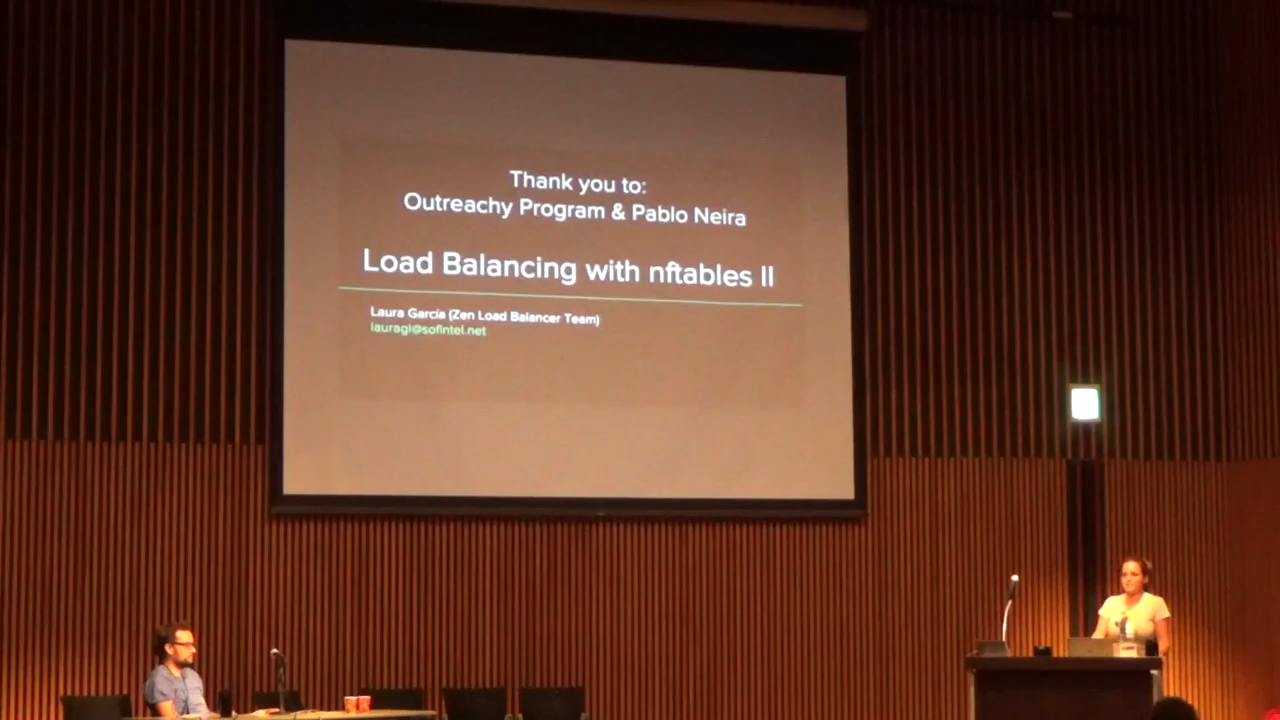 Thank you to:
Outreachy Program & Pablo Neira
Load Balancing with nftables II
Laura García (Zen Load Balancer Team)
lauragl@sofintel.net